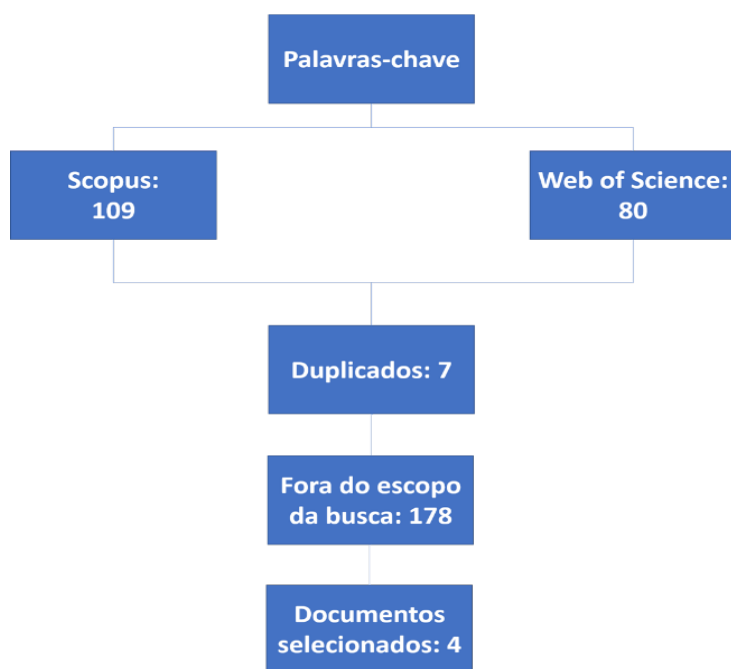 Palavras-chave
Scopus:
109
Web of Science:
80
Duplicados: 7
Fora do escopo
da busca: 178
Documentos
selecionados: 4